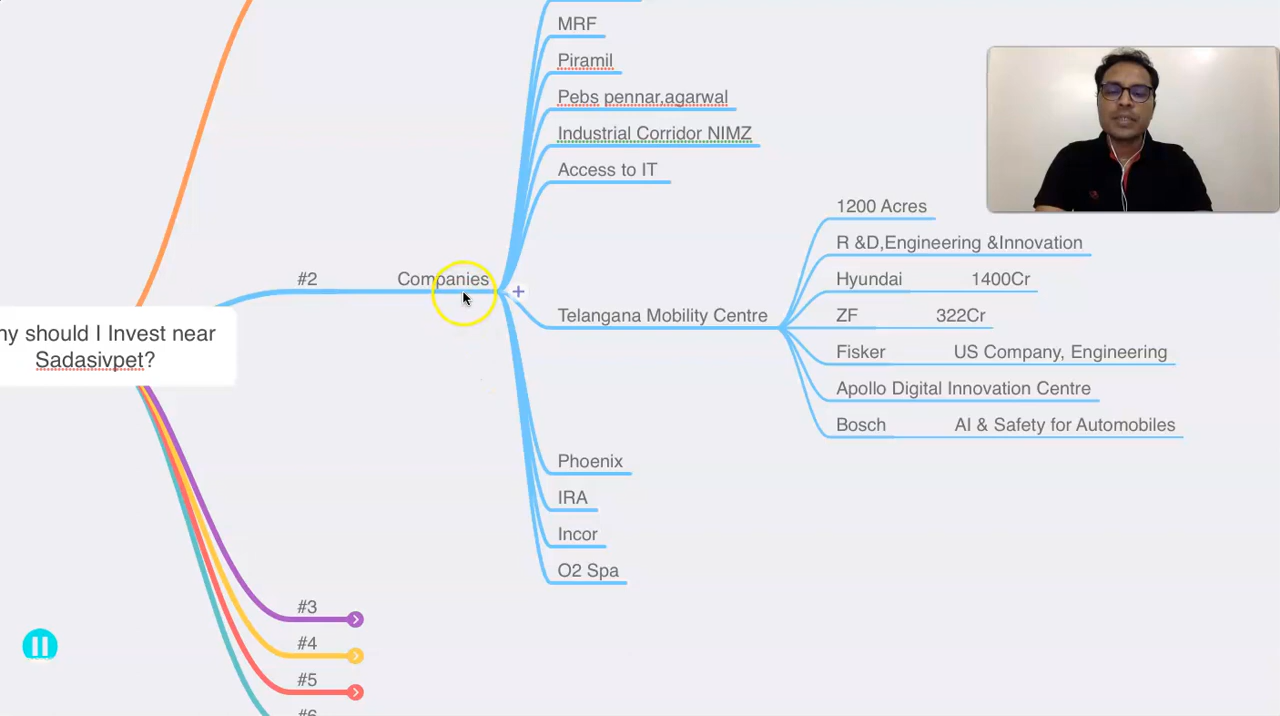 MRF
Piramil
Pebs pennar,agarwal
Industrial Corridor NIMZ
Access to IT
1200 Acres
R &D,Engineering &Innovation
#2 Companies
Hyundai 1400Cr
Telangana Mobility Centre
ZF 322Cr
hy should I Invest near
Sadasivpet?
Fisker US Company, Engineering
Apollo Digital Innovation Centre
Bosch AI & Safety for Automobiles
Phoenix
IRA
Incor
O2 Spa
#3
#4
#5
#6